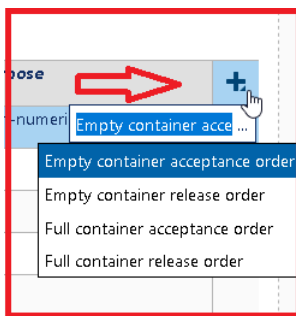 pose
-numeri
Empty container acce ...
Empty container acceptance order
Empty container release order
Full container acceptance order
Full container release order